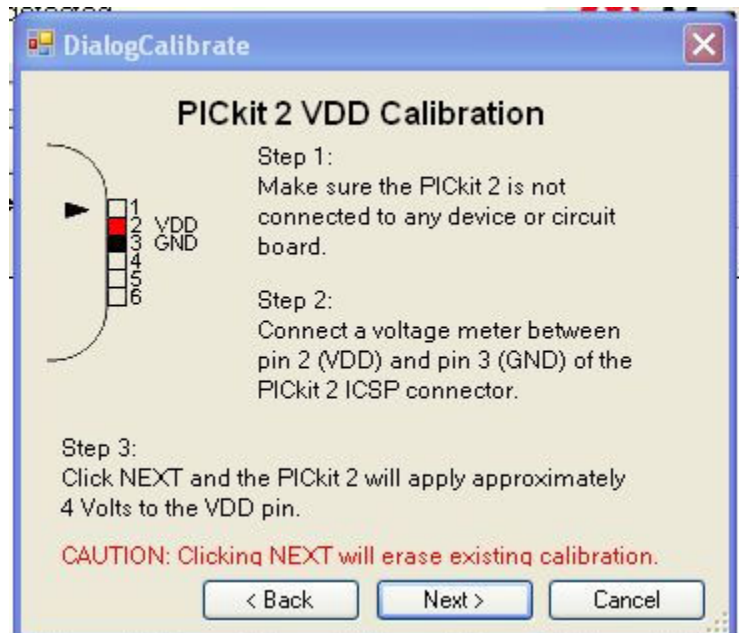 DialogCalibrate
PICkit 2 VDD Calibration
1
2 VDD
3 GND
4
5
6
Step 1:
Make sure the PICkit 2 is not
connected to any device or circuit
board.
Step 2:
Connect a voltage meter between
pin 2 (VDD) and pin 3 (GND) of the
PICkit 2 ICSP connector.
Step 3:
Click NEXT and the PICkit 2 will apply approximately
4 Volts to the VDD pin.
CAUTION: Clicking NEXT will erase existing calibration.
< Back Next > Cancel